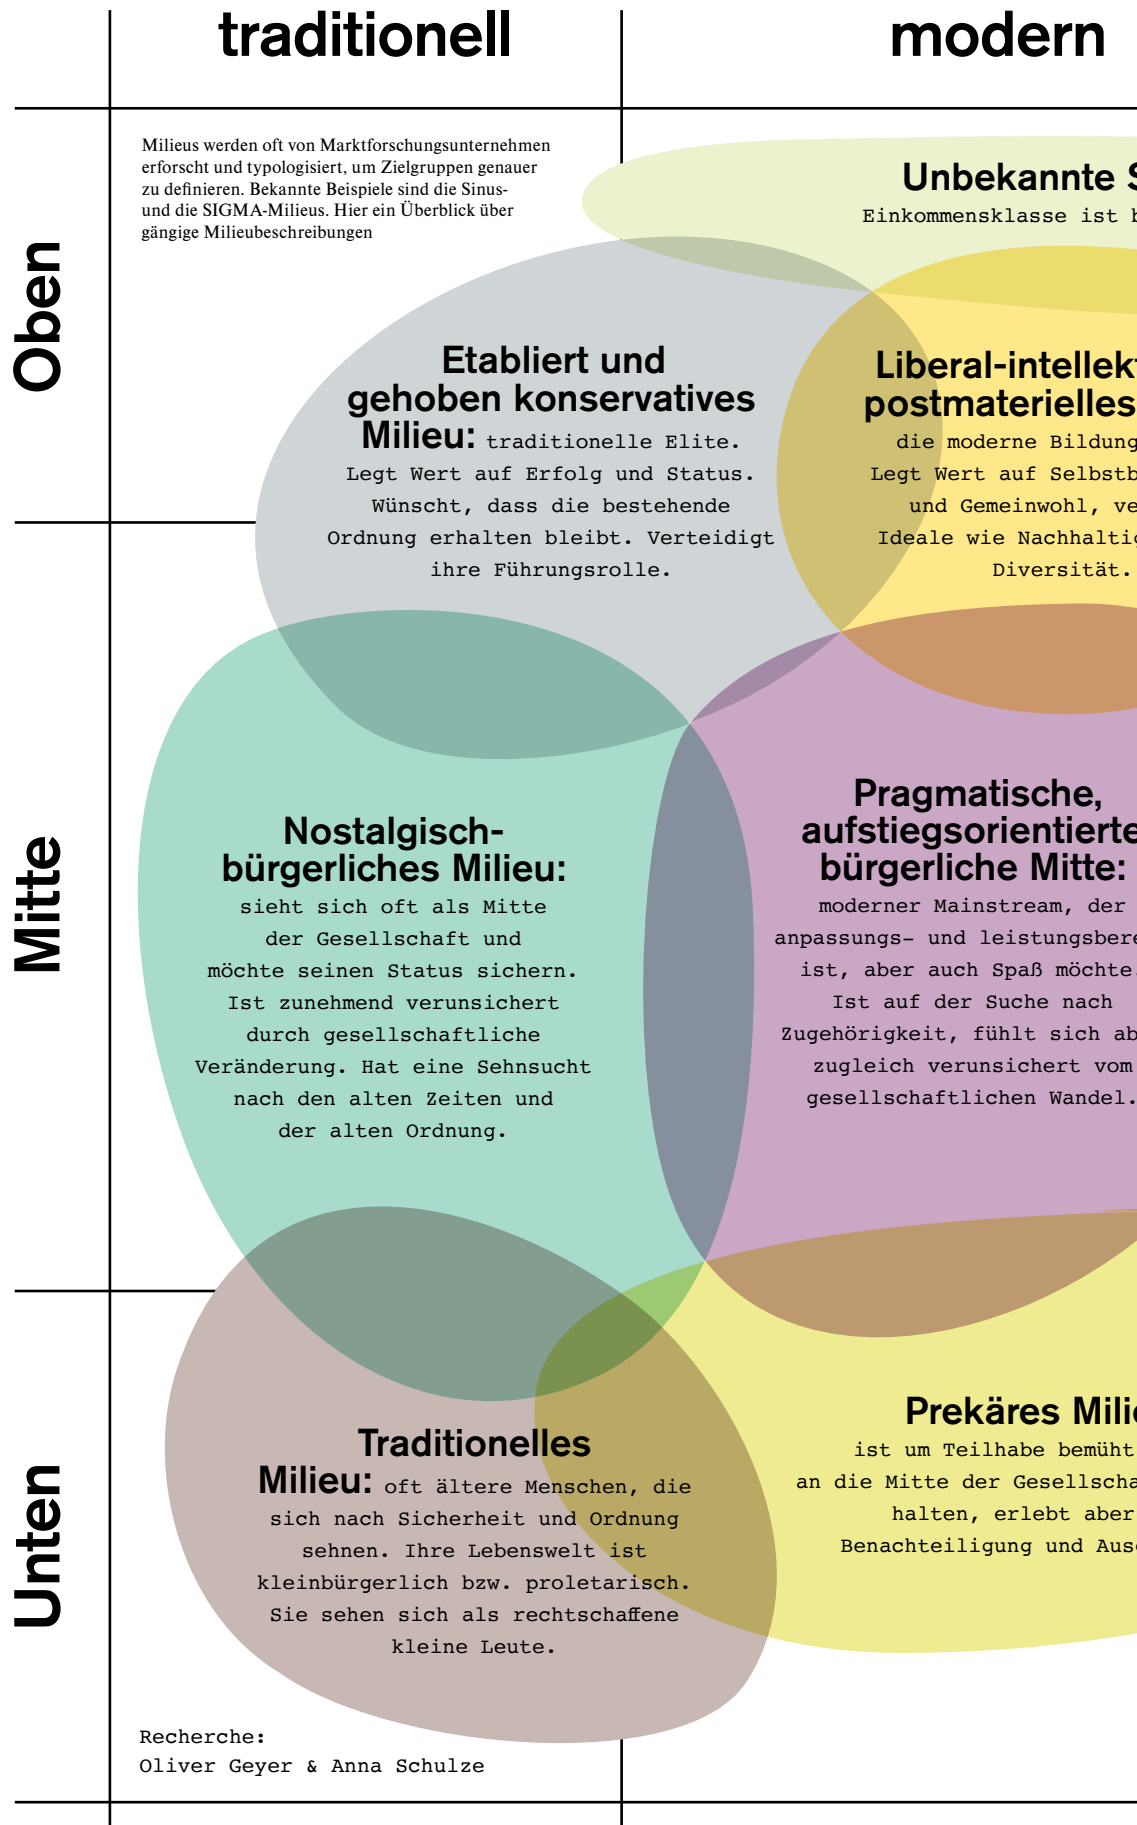 traditionell
modern
Oben
Milieus werden oft von Marktforschungsunternehmen
erforscht und typologisiert, um Zielgruppen genauer
zu definieren. Bekannte Beispiele sind die Sinus-
und die SIGMA-Milieus. Hier ein Überblick über
gängige Milieubeschreibungen
Unbekannte
Einkommensklasse ist
Etabliert und
gehoben konservatives
Milieu: traditionelle Elite.
Legt Wert auf Erfolg und Status.
Wünscht, dass die bestehende
Ordnung erhalten bleibt. Verteidigt
ihre Führungsrolle.
Liberal-intellekt
postmaterielles
die moderne Bildung
Legt Wert auf Selbstb
und Gemeinwohl, ve
Ideale wie Nachhaltig
Diversität.
Mitte
Nostalgisch-
bürgerliches Milieu:
sieht sich oft als Mitte
der Gesellschaft und
möchte seinen Status sichern.
Ist zunehmend verunsichert
durch gesellschaftliche
Veränderung. Hat eine Sehnsucht
nach den alten Zeiten und
der alten Ordnung.
Pragmatische,
aufstiegsorientierte
bürgerliche Mitte:
moderner Mainstream, der
anpassungs- und leistungsbere
ist, aber auch Spaß möchte.
Ist auf der Suche nach
Zugehörigkeit, fühlt sich ab
zugleich verunsichert vom
gesellschaftlichen Wandel.
Unten
Traditionelles
Milieu: oft ältere Menschen, die
sich nach Sicherheit und Ordnung
sehnen. Ihre Lebenswelt ist
kleinbürgerlich bzw. proletarisch.
Sie sehen sich als rechtschaffene
kleine Leute.
Prekäres Milie
ist um Teilhabe bemüht
an die Mitte der Gesellscha
halten, erlebt aber
Benachteiligung und Aus
Recherche:
Oliver Geyer & Anna Schulze